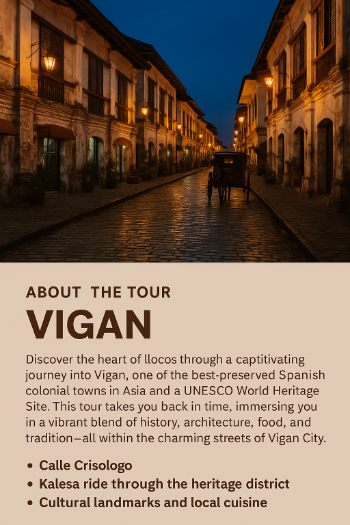 ABOUT THE TOUR
VIGAN
Discover the heart of llocos through a captitivating
journey into Vigan, one of the best-preserved Spanish
colonial towns in Asia and a UNESCO World Heritage
Site. This tour takes you back in time, immersing you
in a vibrant blend of history, architecture, food, and
tradition—all within the charming streets of Vigan City.
• Calle Crisologo
• Kalesa ride through the heritage district
• Cultural landmarks and local cuisine